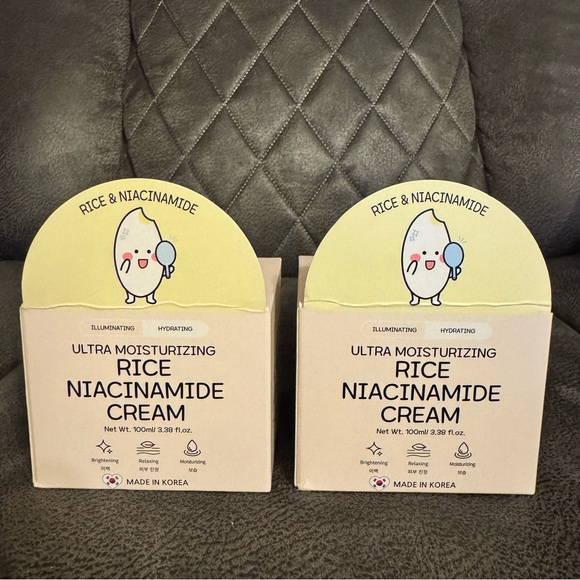 RICE & NIACINAMIDE
ILLUMINATING HYDRATING
ULTRA MOISTURIZING
RICE
NIACINAMIDE
CREAM
Net Wt. 100ml/ 3.38 fl.oz.
Brightening Relaxing Moisturizing
미백 피부 진정 보습
MADE IN KOREA
RICE & NIACINAMIDE
ILLUMINATING HYDRATING
ULTRA MOISTURIZING
RICE
NIACINAMIDE
CREAM
Net Wt. 100ml/ 3.38 fl.oz.
Brightening Relaxing Moisturizing
미백 피부 진정 보습
MADE IN KOREA